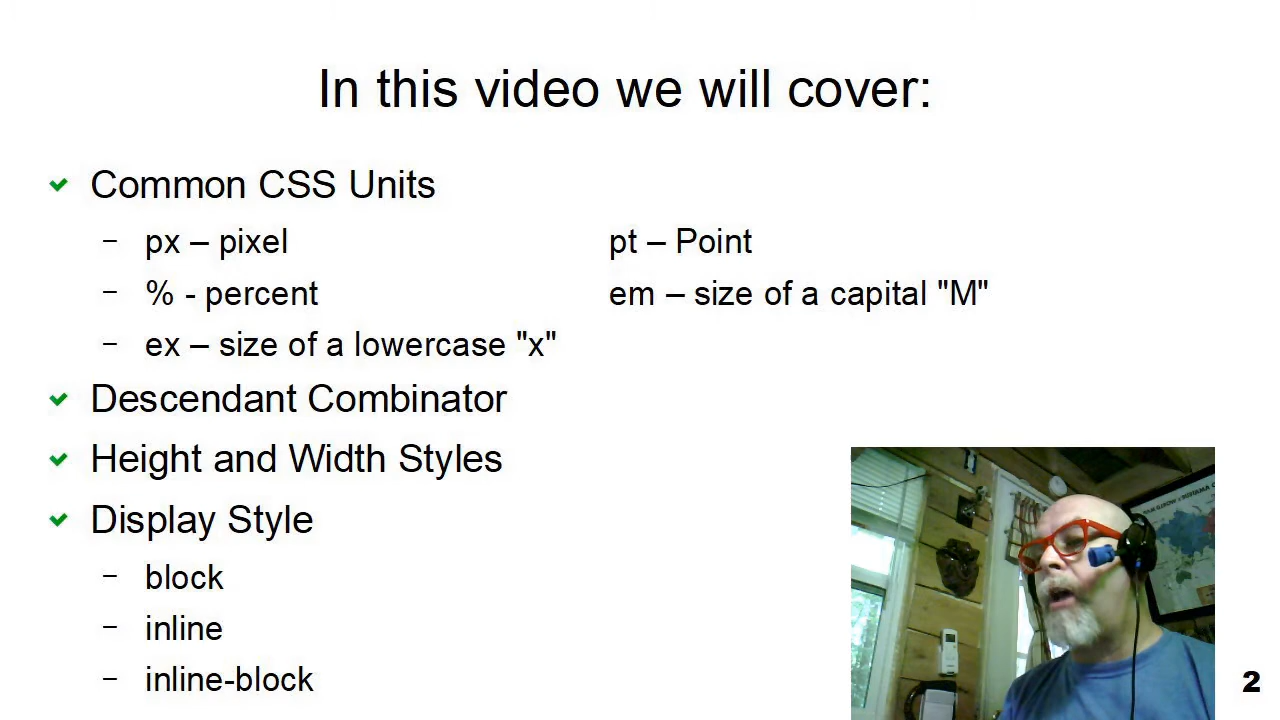 In this video we will cover:
Common CSS Units
– px – pixel pt – Point
– % - percent em – size of a capital "M"
– ex – size of a lowercase "x"
Descendant Combinator
Height and Width Styles
Display Style
– block
– inline
– inline-block
2